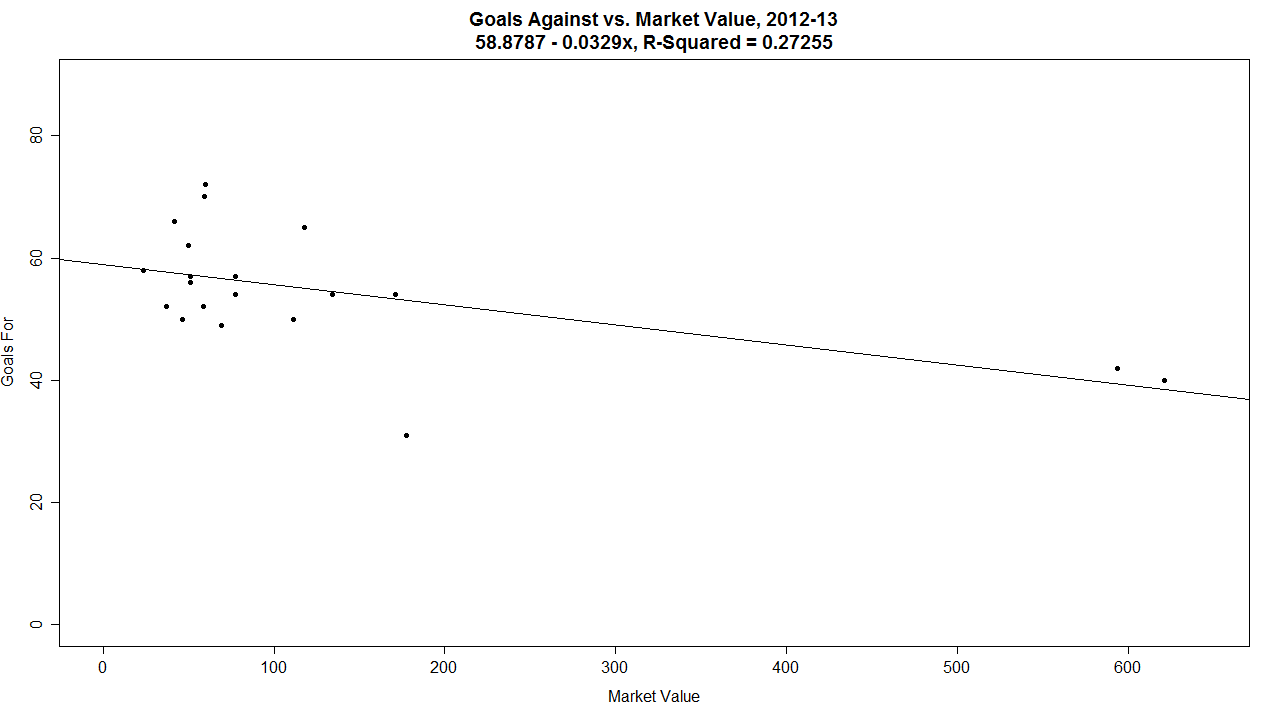 Goals Against vs. Market Value, 2012-13
58.8787 - 0.0329x, R-Squared = 0.27255
Goals For
80
60
40
20
0
0 100 200 300 400 500 600
Market Value